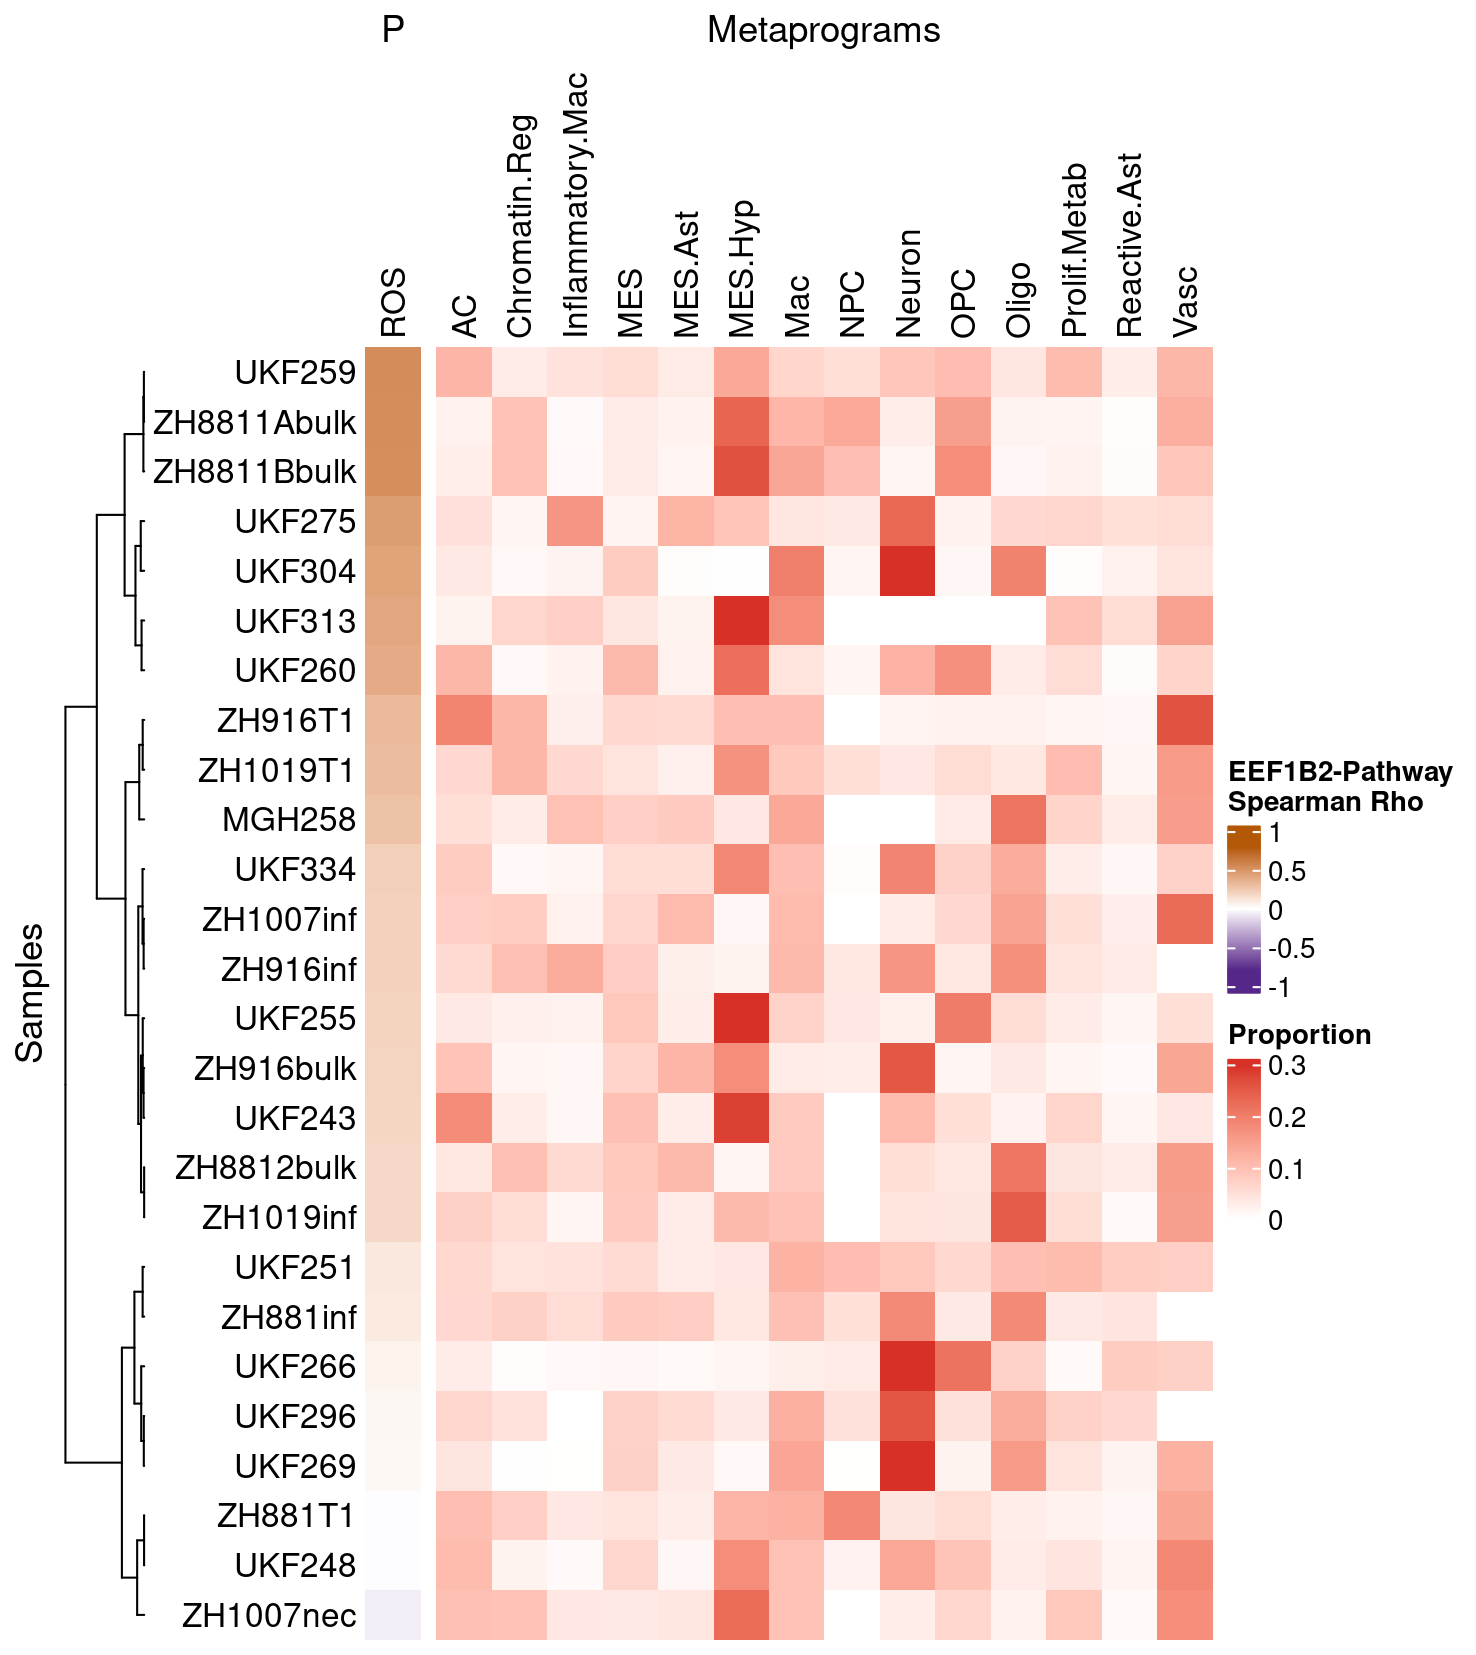 P
Metaprograms
ROS
AC
Chromatin.Reg
Inflammatory.Mac
MES
MES.Ast
MES.Hyp
Mac
NPC
Neuron
OPC
Oligo
Prolif.Metab
Reactive.Ast
Vasc
Samples
UKF259
ZH8811Abulk
ZH8811Bbulk
UKF275
UKF304
UKF313
UKF260
ZH916T1
ZH1019T1
MGH258
UKF334
ZH1007inf
ZH916inf
UKF255
ZH916bulk
UKF243
ZH8812bulk
ZH1019inf
UKF251
ZH881inf
UKF266
UKF296
UKF269
ZH881T1
UKF248
ZH1007nec
EEF1B2-Pathway
Spearman Rho
1
0.5
0
-0.5
-1
Proportion
0.3
0.2
0.1
0